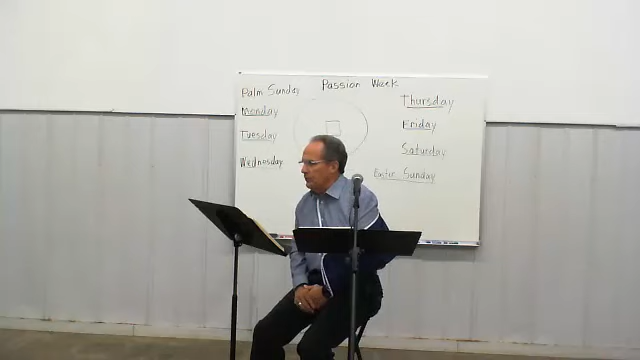 Passion Week
Palm Sunday
Monday
Tuesday
Wednesday
Thursday
Friday
Saturday
Easter Sunday